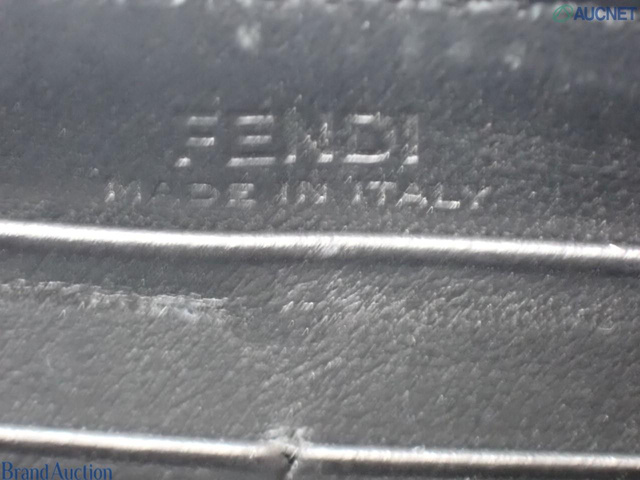 AUCNET
FENDI
MADE IN ITALY
Brand Auction